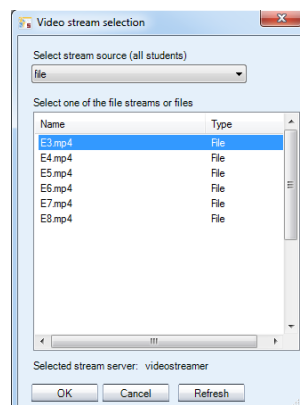 Video stream selection
Select stream source (all students)
file
Select one of the file streams or files
Name Type
E3.mp4 File
E4.mp4 File
E5.mp4 File
E6.mp4 File
E7.mp4 File
E8.mp4 File
Selected stream server: videostreamer
OK Cancel Refresh